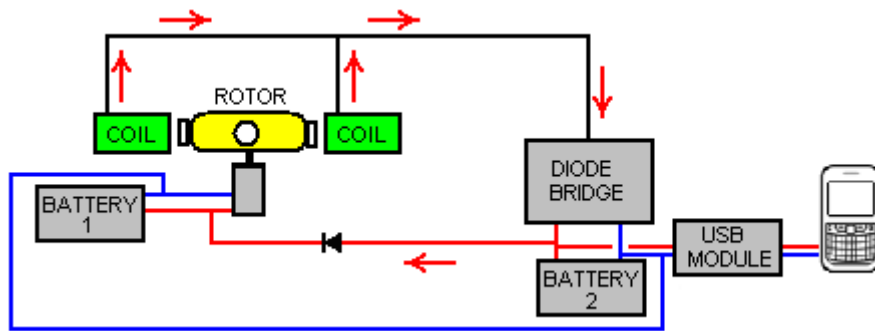 ROTOR
COIL
COIL
DIODE
BRIDGE
BATTERY
1
USB
MODULE
BATTERY
2